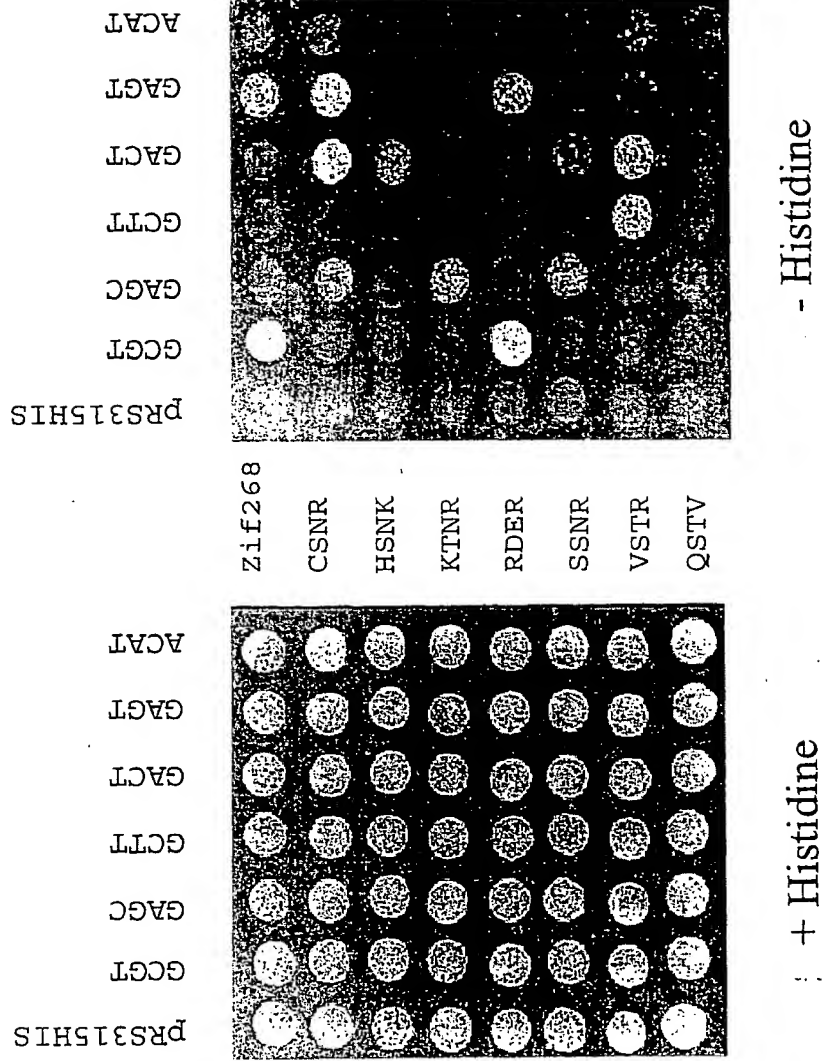 ACAT
GAGT
GACT
GCTT
GAGC
GCGT
pRS315HIS
- Histidine
Zif268
CSNR
HSNK
KTNR
RDER
SSNR
VSTR
QSTV
ACAT
GAGT
GACT
GCTT
GAGC
GCGT
pRS315HIS
+ Histidine